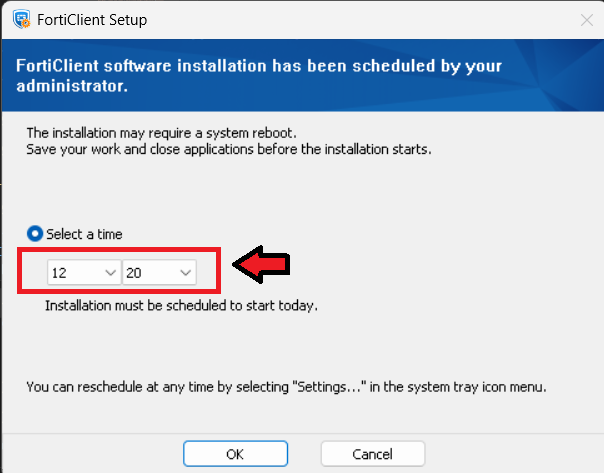 FortiClient Setup
FortiClient software installation has been scheduled by your
administrator.
The installation may require a system reboot.
Save your work and close applications before the installation starts.
Select a time
12 20
Installation must be scheduled to start today.
You can reschedule at any time by selecting "Settings..." in the system tray icon menu.
OK Cancel